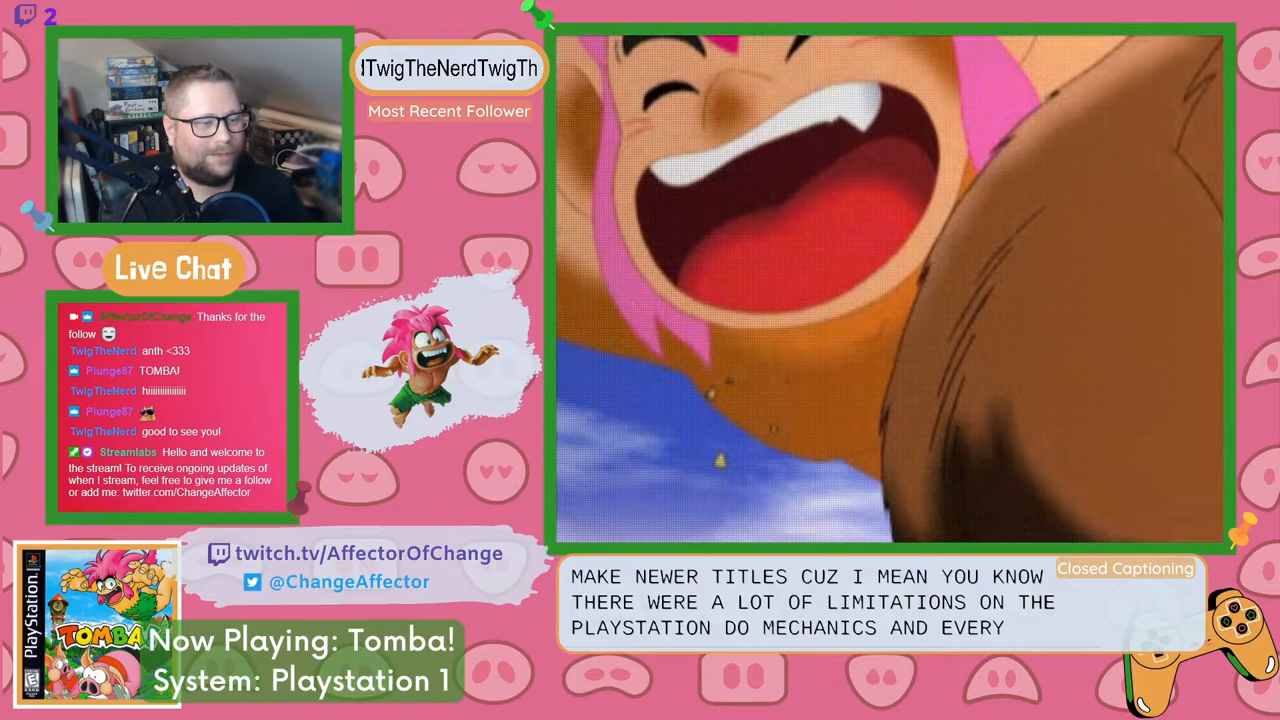 2
TwigTheNerdTwigTh
Most Recent Follower
Live Chat
AffectorOfChange Thanks for the
follow
TwigTheNerd anth <333
Plunge87 TOMBA!
TwigTheNerd hiiiiiiiiiiiiiii
Plunge87
TwigTheNerd good to see you!
Streamlabs Hello and welcome to
the stream! To receive ongoing updates of
when I stream, feel free to give me a follow
or add me: twitter.com/ChangeAffector
twitch.tv/AffectorOfChange
@ChangeAffector
PlayStation
TOMBA!
Now Playing: Tomba!
System: Playstation 1
Closed Captioning
MAKE NEWER TITLES CUZ I MEAN YOU KNOW
THERE WERE A LOT OF LIMITATIONS ON THE
PLAYSTATION DO MECHANICS AND EVERY